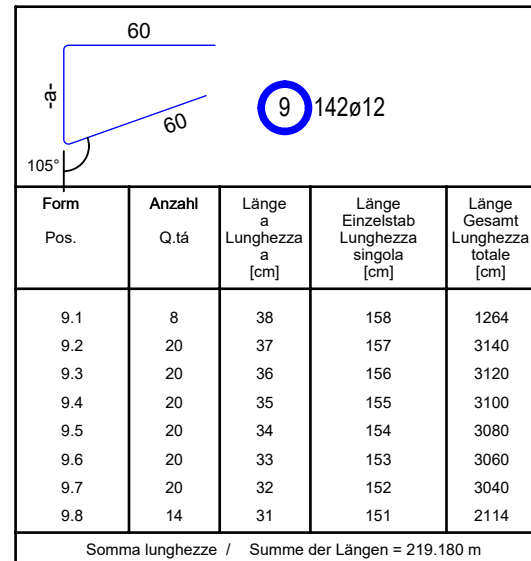 60
-a-
60
105°
9 142ø12
Form Anzahl Länge Länge Länge
a Einzelstab Gesamt
Pos. Q.tá Lunghezza Lunghezza Lunghezza
a singola totale
[cm] [cm] [cm]
9.1 8 38 158 1264
9.2 20 37 157 3140
9.3 20 36 156 3120
9.4 20 35 155 3100
9.5 20 34 154 3080
9.6 20 33 153 3060
9.7 20 32 152 3040
9.8 14 31 151 2114
Somma lunghezze / Summe der Längen = 219.180 m